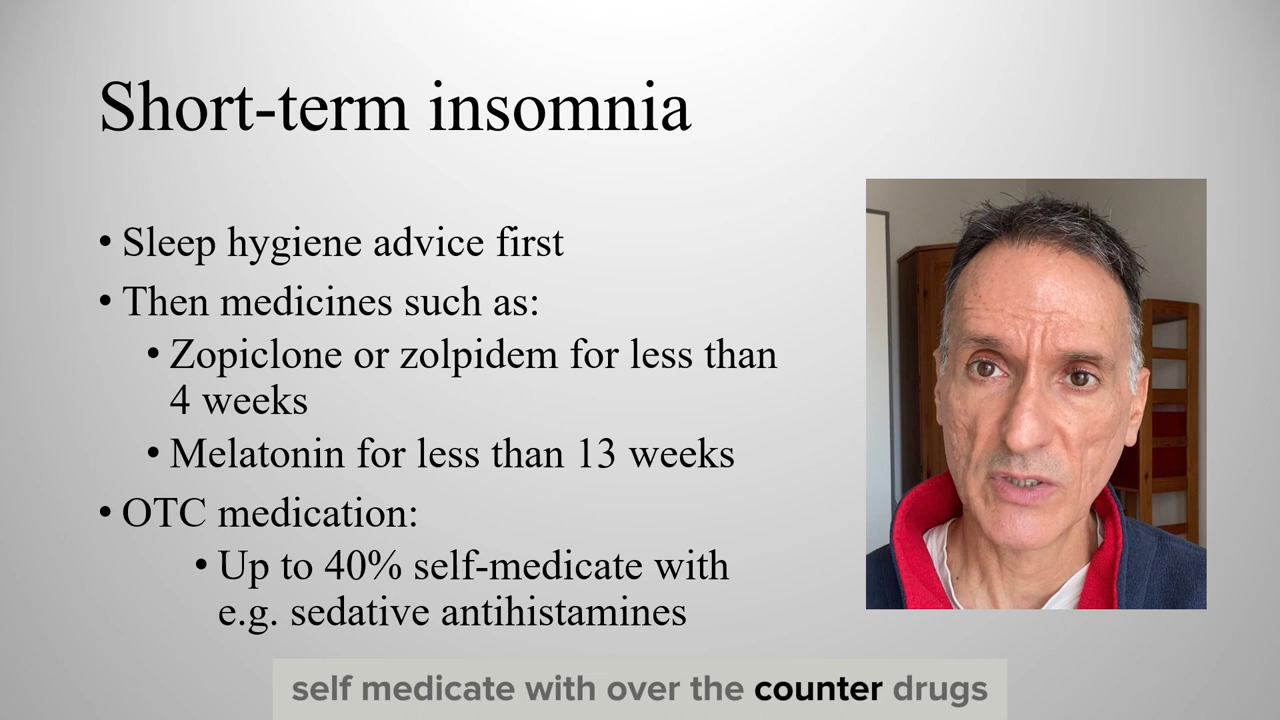 Short-term insomnia
• Sleep hygiene advice first
• Then medicines such as:
• Zopiclone or zolpidem for less than
4 weeks
• Melatonin for less than 13 weeks
• OTC medication:
• Up to 40% self-medicate with
e.g. sedative antihistamines
self medicate with over the counter drugs